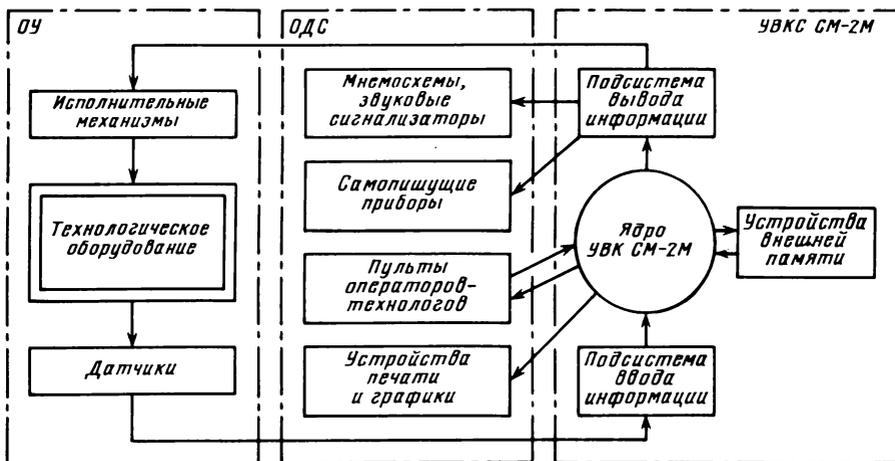 ОУ
ОДС
УВКС СМ-2М
Исполнительные
механизмы
Технологическое
оборудование
Датчики
Мнемосхемы,
звуковые
сигнализаторы
Самопишущие
приборы
Пульты
операторов-
технологов
Устройства
печати
и графики
Подсистема
вывода
информации
Ядро
УВК СМ-2М
Устройства
внешней
памяти
Подсистема
ввода
информации